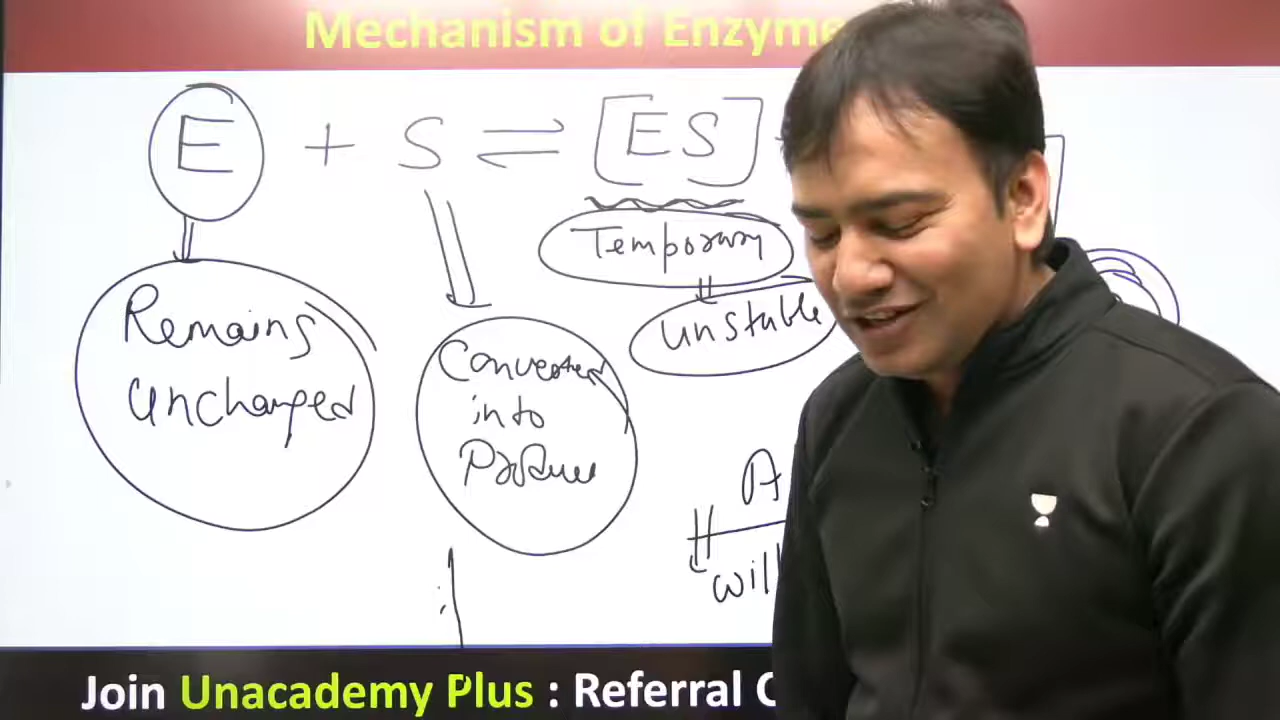 Mechanism of Enzyme
E + S ⇌ [ES]
Temporary
Unstable
Remains
Unchanged
Converted
into
Product
A
will
Join Unacademy Plus : Referral C